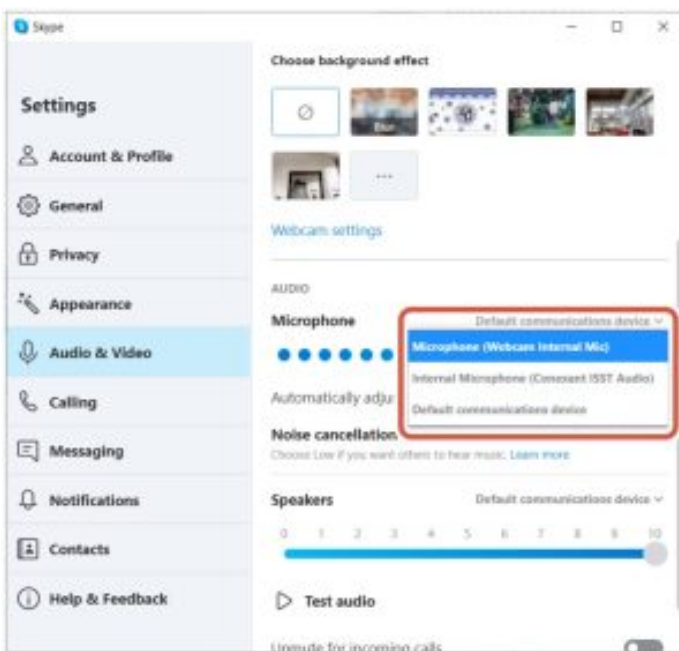 Skype
Settings
Account & Profile
General
Privacy
Appearance
Audio & Video
Calling
Messaging
Notifications
Contacts
Help & Feedback
Choose background effect
Blur
Webcam settings
AUDIO
Microphone
Default communications device
Microphone (Webcam Internal Mic)
Internal Microphone (Conexant ISST Audio)
Default communications device
Automatically adju
Noise cancellation
Choose Low if you want others to hear music. Learn more
Speakers
Default communications device
0 1 2 3 4 5 6 7 8 9 10
Test audio
Unmute for incoming calls